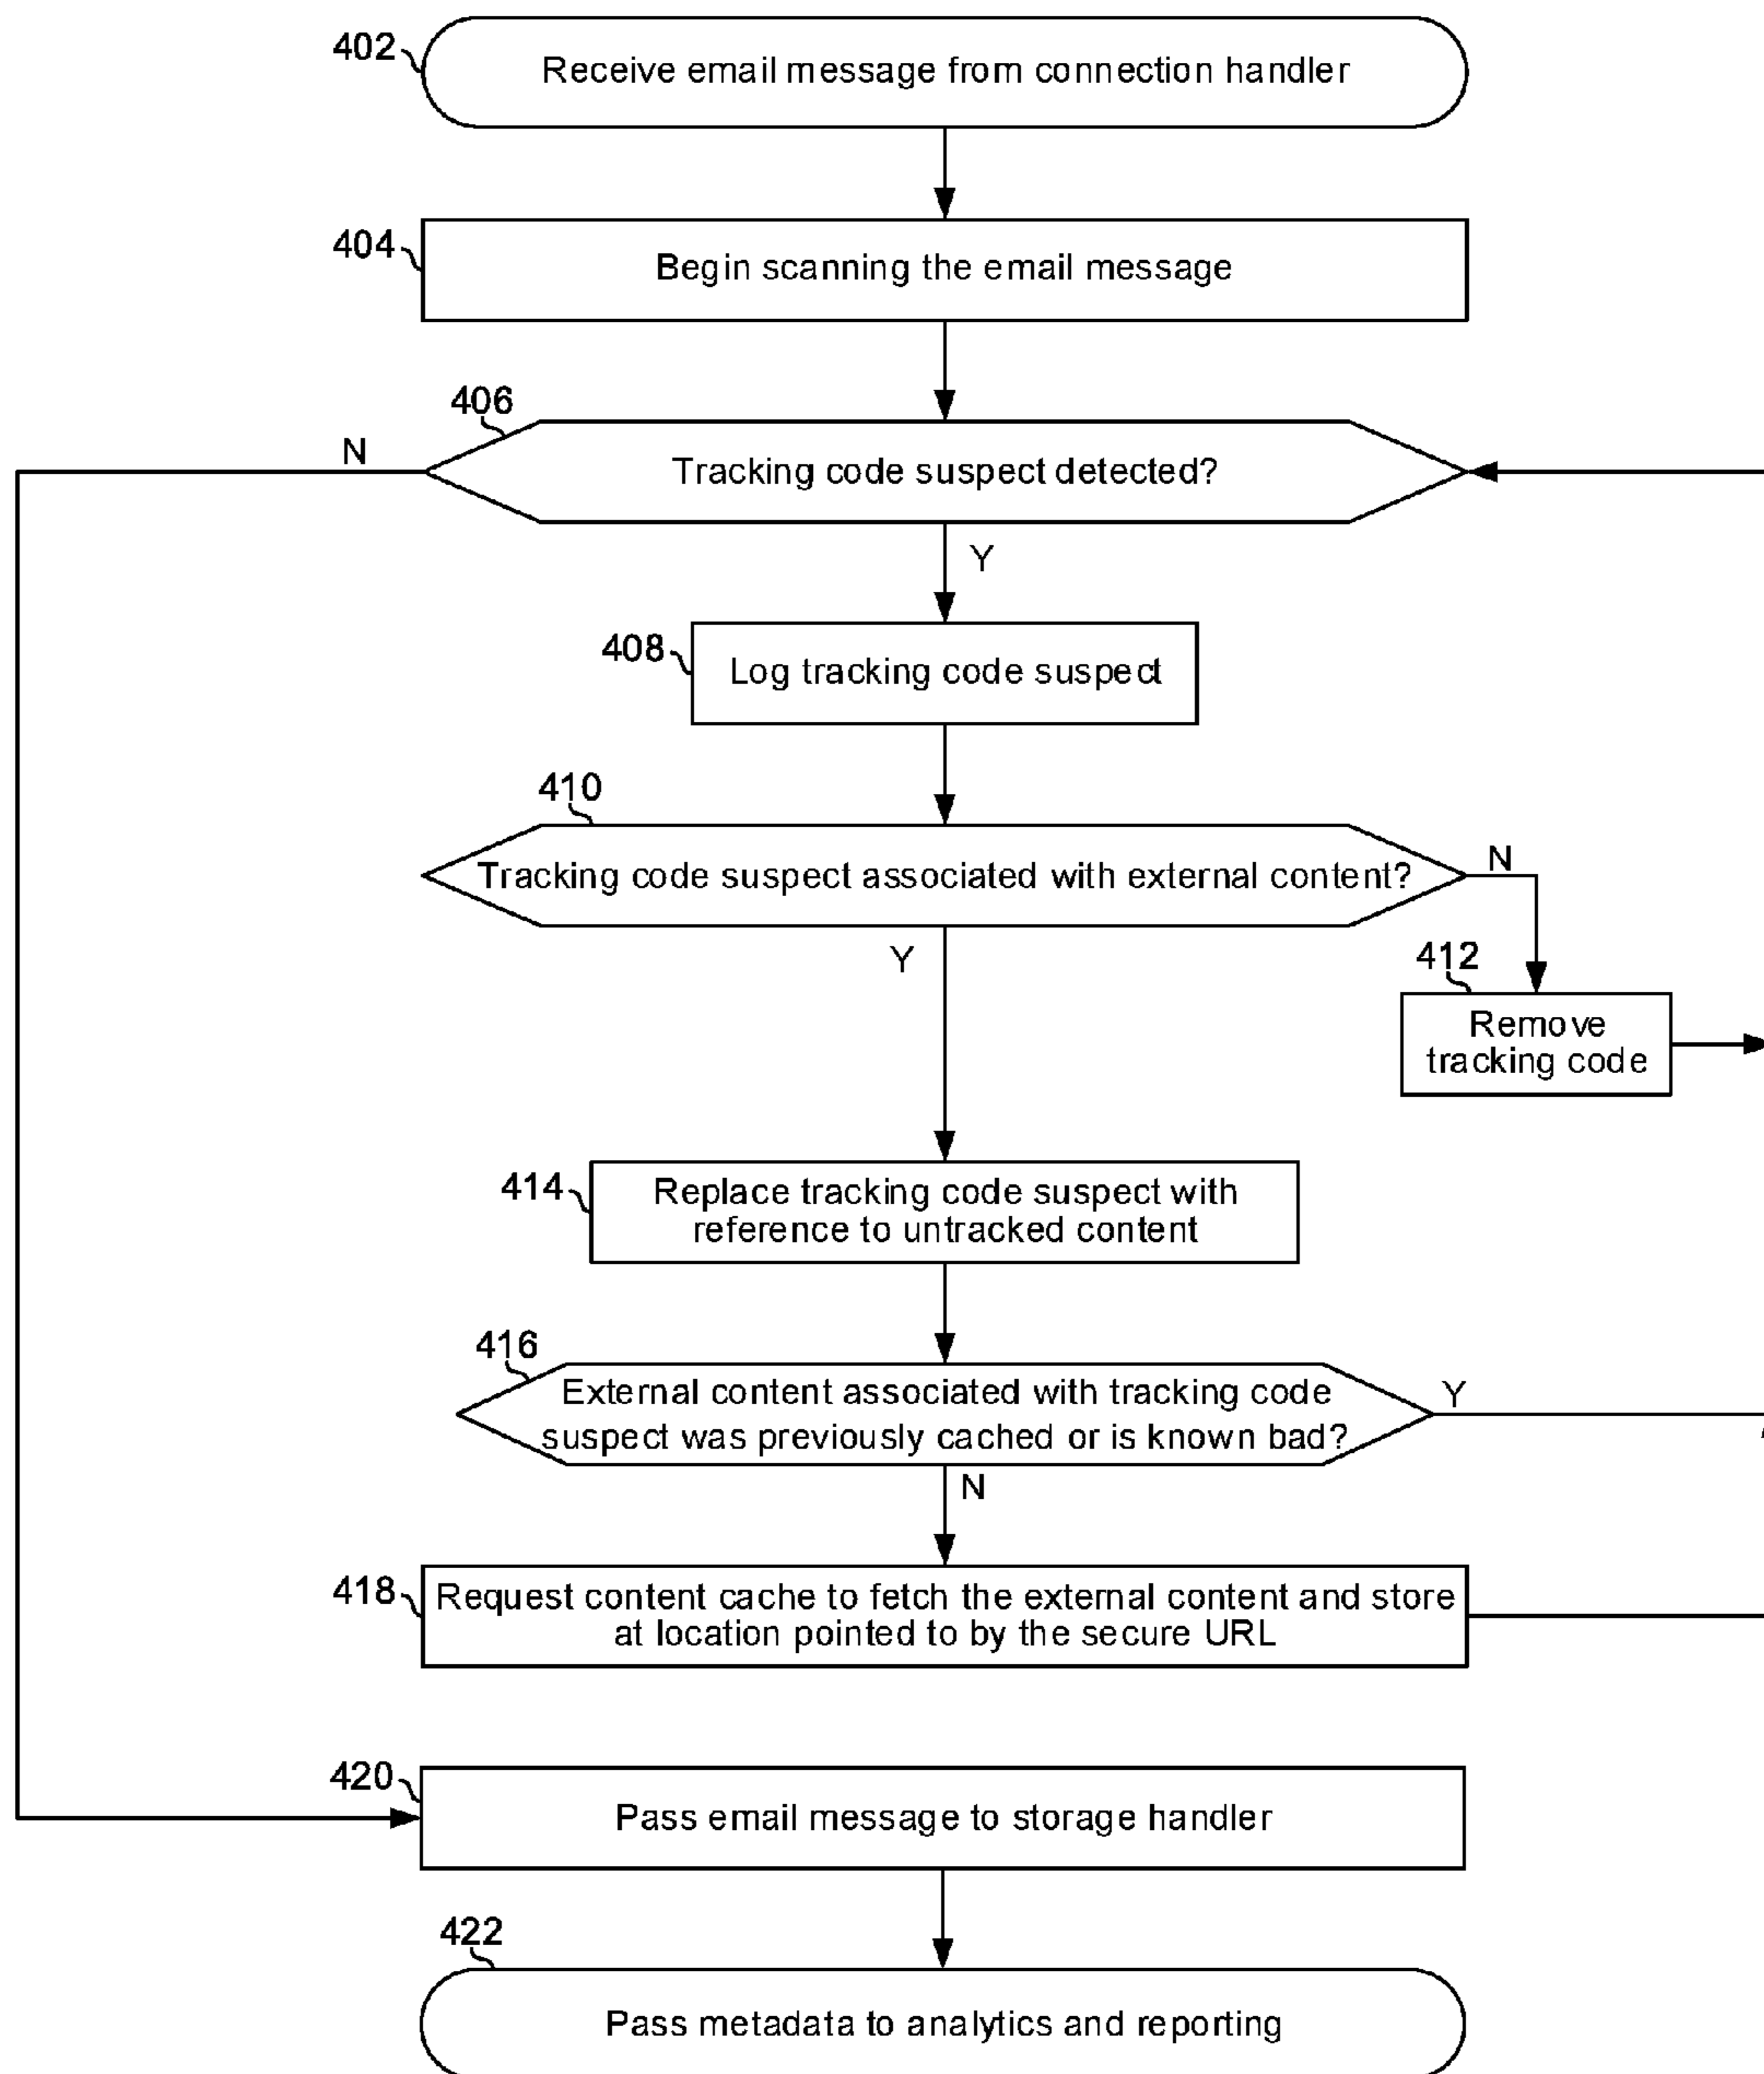 402
Receive email message from connection handler
404
Begin scanning the email message
406
N
Tracking code suspect detected?
Y
408
Log tracking code suspect
410
Tracking code suspect associated with external content?
N
Y
412
Remove
tracking code
414
Replace tracking code suspect with
reference to untracked content
416
External content associated with tracking code
suspect was previously cached or is known bad?
Y
N
418
Request content cache to fetch the external content and store
at location pointed to by the secure URL
420
Pass email message to storage handler
422
Pass metadata to analytics and reporting